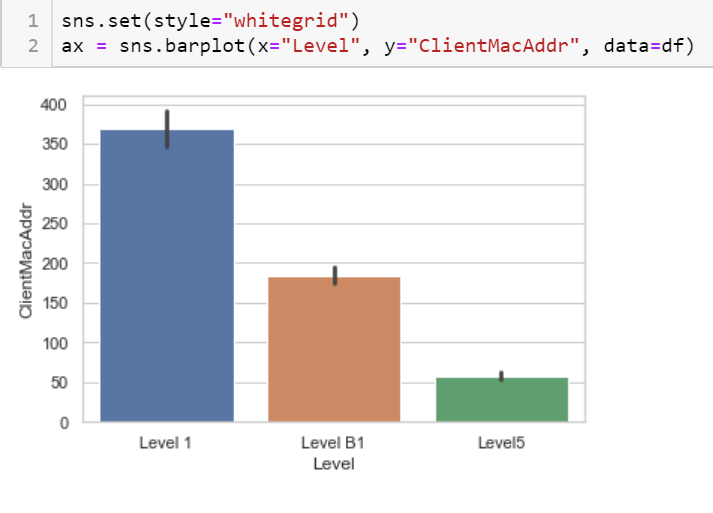 1 sns.set(style="whitegrid")
2 ax = sns.barplot(x="Level", y="ClientMacAddr", data=df)
400
350
300
250
200
150
100
50
0
ClientMacAddr
Level 1 Level B1 Level5
Level